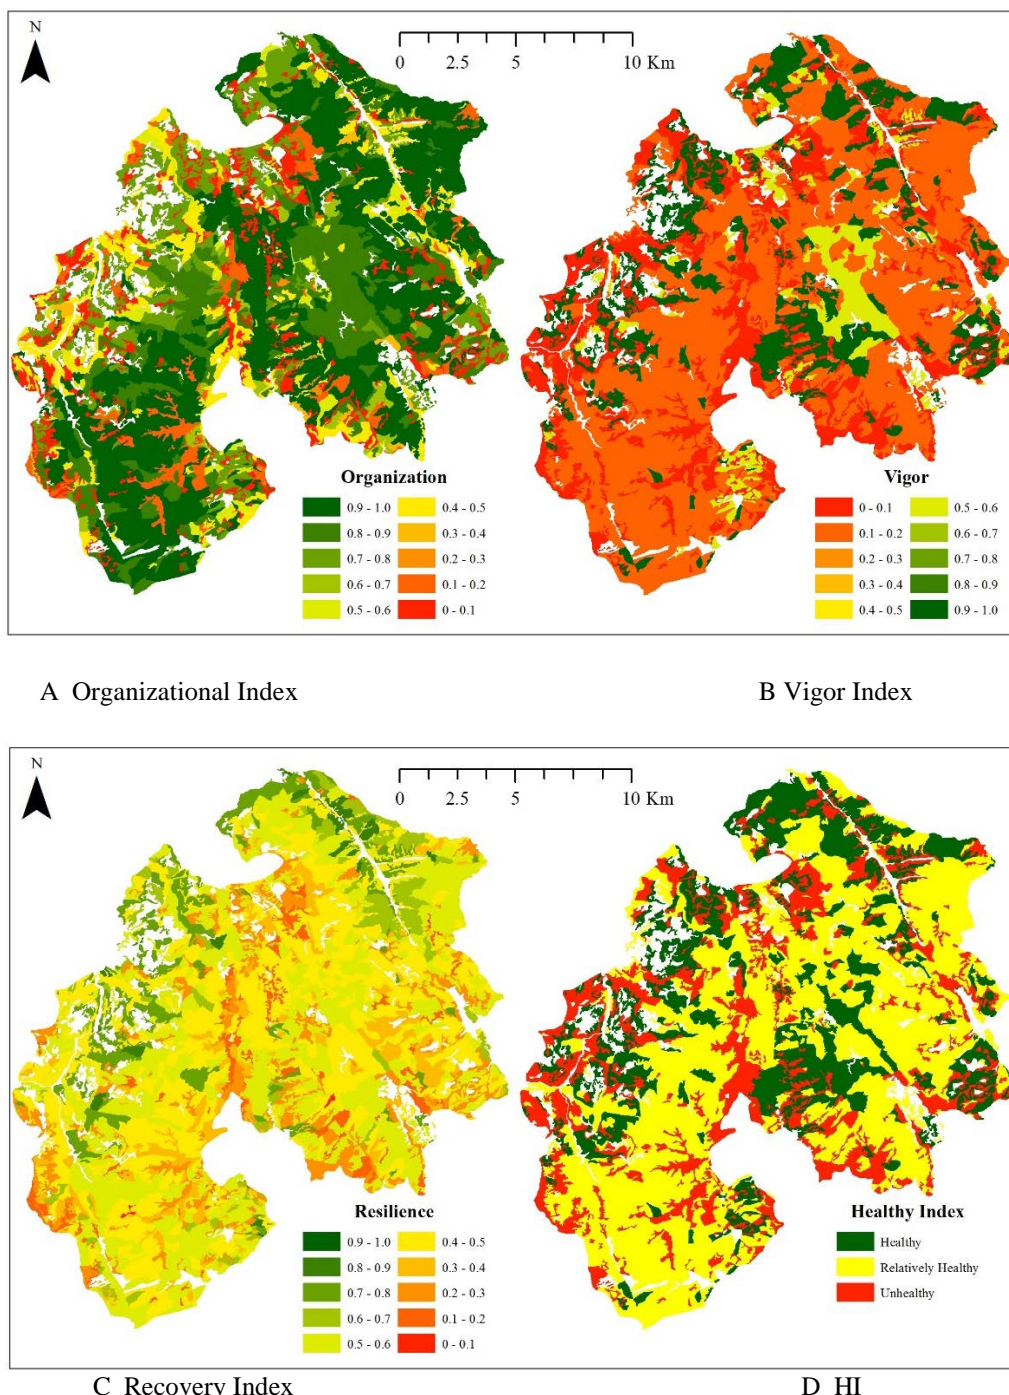 N
0 2.5 5 10 Km
Organization
0.9 - 1.0 0.4 - 0.5
0.8 - 0.9 0.3 - 0.4
0.7 - 0.8 0.2 - 0.3
0.6 - 0.7 0.1 - 0.2
0.5 - 0.6 0 - 0.1
Vigor
0 - 0.1 0.5 - 0.6
0.1 - 0.2 0.6 - 0.7
0.2 - 0.3 0.7 - 0.8
0.3 - 0.4 0.8 - 0.9
0.4 - 0.5 0.9 - 1.0
A Organizational Index B Vigor Index
N
0 2.5 5 10 Km
Resilience
0.9 - 1.0 0.4 - 0.5
0.8 - 0.9 0.3 - 0.4
0.7 - 0.8 0.2 - 0.3
0.6 - 0.7 0.1 - 0.2
0.5 - 0.6 0 - 0.1
Healthy Index
Healthy
Relatively Healthy
Unhealthy
C Recovery Index D HI